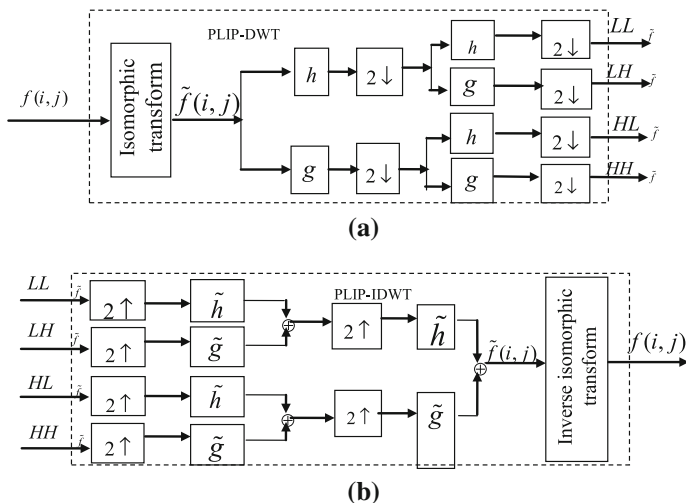 PLIP-DWT
f(i, j)
Isomorphic
transform
f̃(i, j)
h
2↓
h
2↓
LL f̃
g
2↓
LH f̃
g
2↓
h
2↓
HL f̃
g
2↓
HH f̃
(a)
PLIP-IDWT
LL f̃
2↑
h̃
LH f̃
2↑
g̃
⊕
2↑
h̃
HL f̃
2↑
h̃
HH f̃
2↑
g̃
⊕
2↑
g̃
⊕
f̃(i, j)
Inverse isomorphic
transform
f(i, j)
(b)